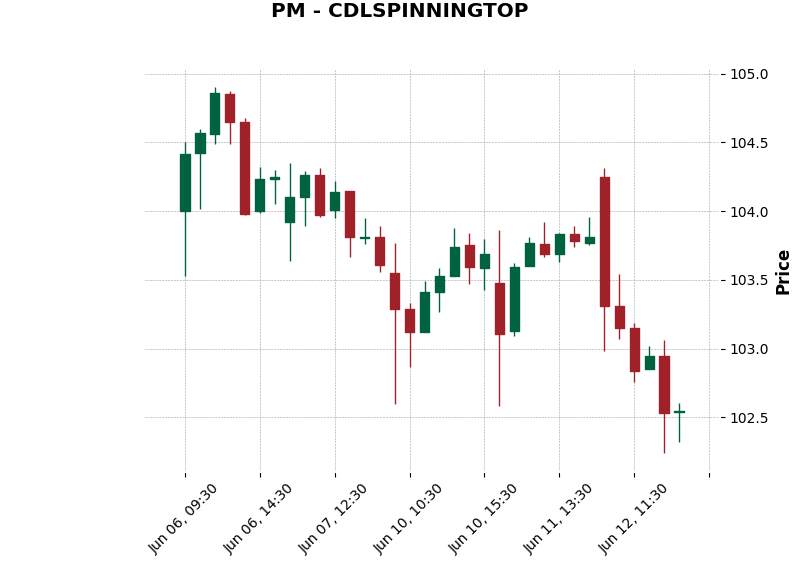 PM - CDLSPINNINGTOP
105.0
104.5
104.0
103.5
103.0
102.5
Price
Jun 06, 09:30
Jun 06, 14:30
Jun 07, 12:30
Jun 10, 10:30
Jun 10, 15:30
Jun 11, 13:30
Jun 12, 11:30